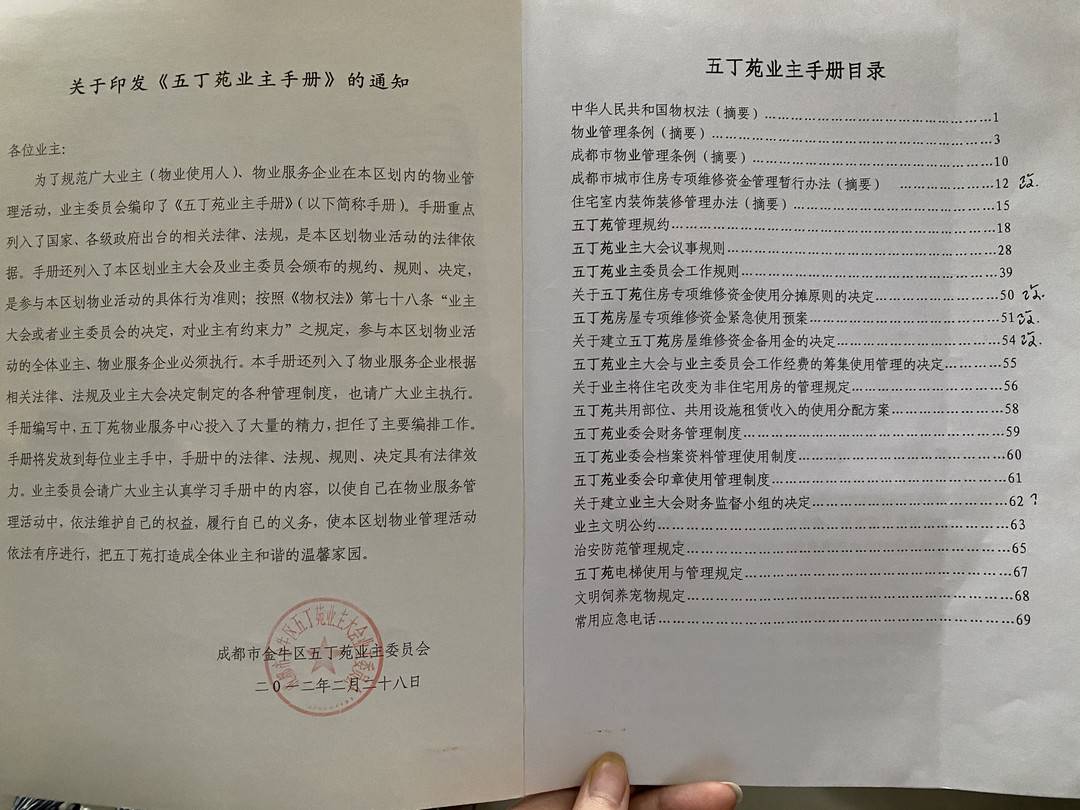 关于印发《五丁苑业主手册》的通知
各位业主:
为了规范广大业主(物业使用人)、物业服务企业在本区划内的物业管
理活动,业主委员会编印了《五丁苑业主手册》(以下简称手册)。手册重点
列入了国家、各级政府出台的相关法律、法规,是本区划物业活动的法律依
据。手册还列入了本区划业主大会及业主委员会颁布的规约、规则、决定,
是参与本区划物业活动的具体行为准则;按照《物权法》第七十八条“业主
大会或者业主委员会的决定,对业主有约束力”之规定,参与本区划物业活
动的全体业主、物业服务企业必须执行。本手册还列入了物业服务企业根据
相关法律、法规及业主大会决定制定的各种管理制度,也请广大业主执行。
手册编写中,五丁苑物业服务中心投入了大量的精力,担任了主要编排工作。
手册将发放到每位业主手中,手册中的法律、法规、规则、决定具有法律效
力。业主委员会请广大业主认真学习手册中的内容,以使自己在物业服务管
理活动中,依法维护自己的权益,履行自已的义务,使本区划物业管理活动
依法有序进行,把五丁苑打造成全体业主和谐的温馨家园。
成都市金牛区五丁苑业主委员会
二〇一二年二月二十八日
五丁苑业主手册目录
中华人民共和国物权法(摘要)……………………………………1
物业管理条例(摘要)……………………………………………3
成都市物业管理条例(摘要)……………………………………10
成都市城市住房专项维修资金管理暂行办法(摘要) ……………12 改.
住宅室内装饰装修管理办法(摘要)………………………………15
五丁苑管理规约……………………………………………………18
五丁苑业主大会议事规则…………………………………………28
五丁苑业主委员会工作规则………………………………………39
关于五丁苑住房专项维修资金使用分摊原则的决定………………50 改.
五丁苑房屋专项维修资金紧急使用预案…………………………51 改.
关于建立五丁苑房屋维修资金备用金的决定……………………54 改.
五丁苑业主大会与业主委员会工作经费的筹集使用管理的决定………55
关于业主将住宅改变为非住宅用房的管理规定……………………56
五丁苑共用部位、共用设施租赁收入的使用分配方案………………58
五丁苑业委会财务管理制度………………………………………59
五丁苑业委会档案资料管理使用制度……………………………60
五丁苑业委会印章使用管理制度…………………………………61
关于建立业主大会财务监督小组的决定…………………………62 ?
业主文明公约………………………………………………………63
治安防范管理规定…………………………………………………65
五丁苑电梯使用与管理规定………………………………………67
文明饲养宠物规定…………………………………………………68
常用应急电话………………………………………………………69